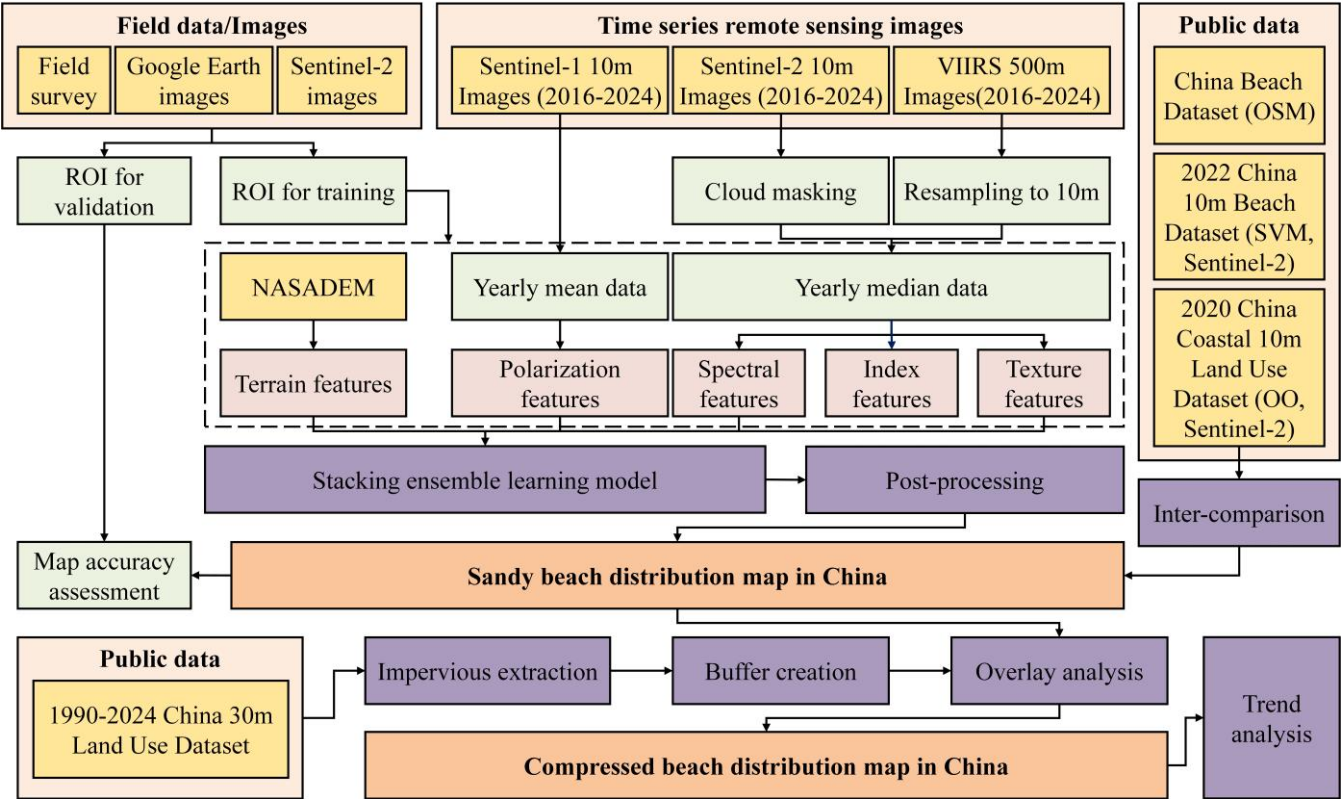 Field data/Images
Field
survey
Google Earth
images
Sentinel-2
images
Time series remote sensing images
Sentinel-1 10m
Images (2016-2024)
Sentinel-2 10m
Images (2016-2024)
VIIRS 500m
Images(2016-2024)
Public data
China Beach
Dataset (OSM)
2022 China
10m Beach
Dataset (SVM,
Sentinel-2)
2020 China
Coastal 10m
Land Use
Dataset (OO,
Sentinel-2)
ROI for
validation
ROI for training
Cloud masking
Resampling to 10m
NASADEM
Yearly mean data
Yearly median data
Terrain features
Polarization
features
Spectral
features
Index
features
Texture
features
Stacking ensemble learning model
Post-processing
Inter-comparison
Map accuracy
assessment
Sandy beach distribution map in China
Public data
1990-2024 China 30m
Land Use Dataset
Impervious extraction
Buffer creation
Overlay analysis
Trend
analysis
Compressed beach distribution map in China